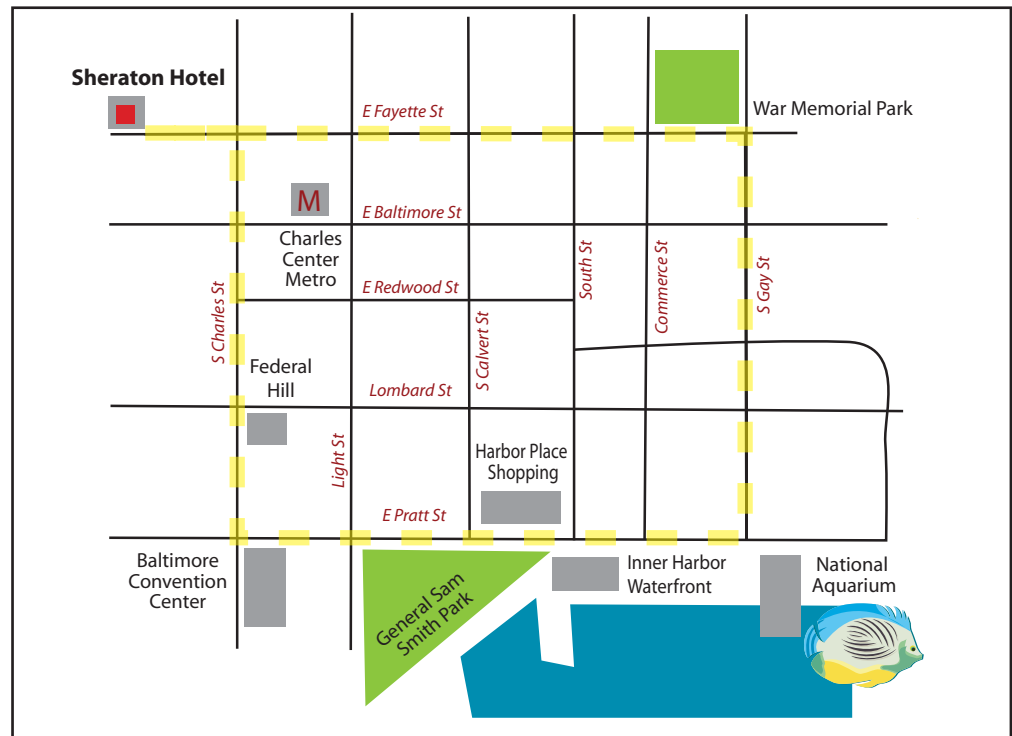 Sheraton Hotel
E Fayette St
War Memorial Park
M
E Baltimore St
Charles
Center
Metro
E Redwood St
South St
Commerce St
S Gay St
S Charles St
S Calvert St
Federal
Hill
Lombard St
Light St
Harbor Place
Shopping
E Pratt St
Baltimore
Convention
Center
General Sam
Smith Park
Inner Harbor
Waterfront
National
Aquarium